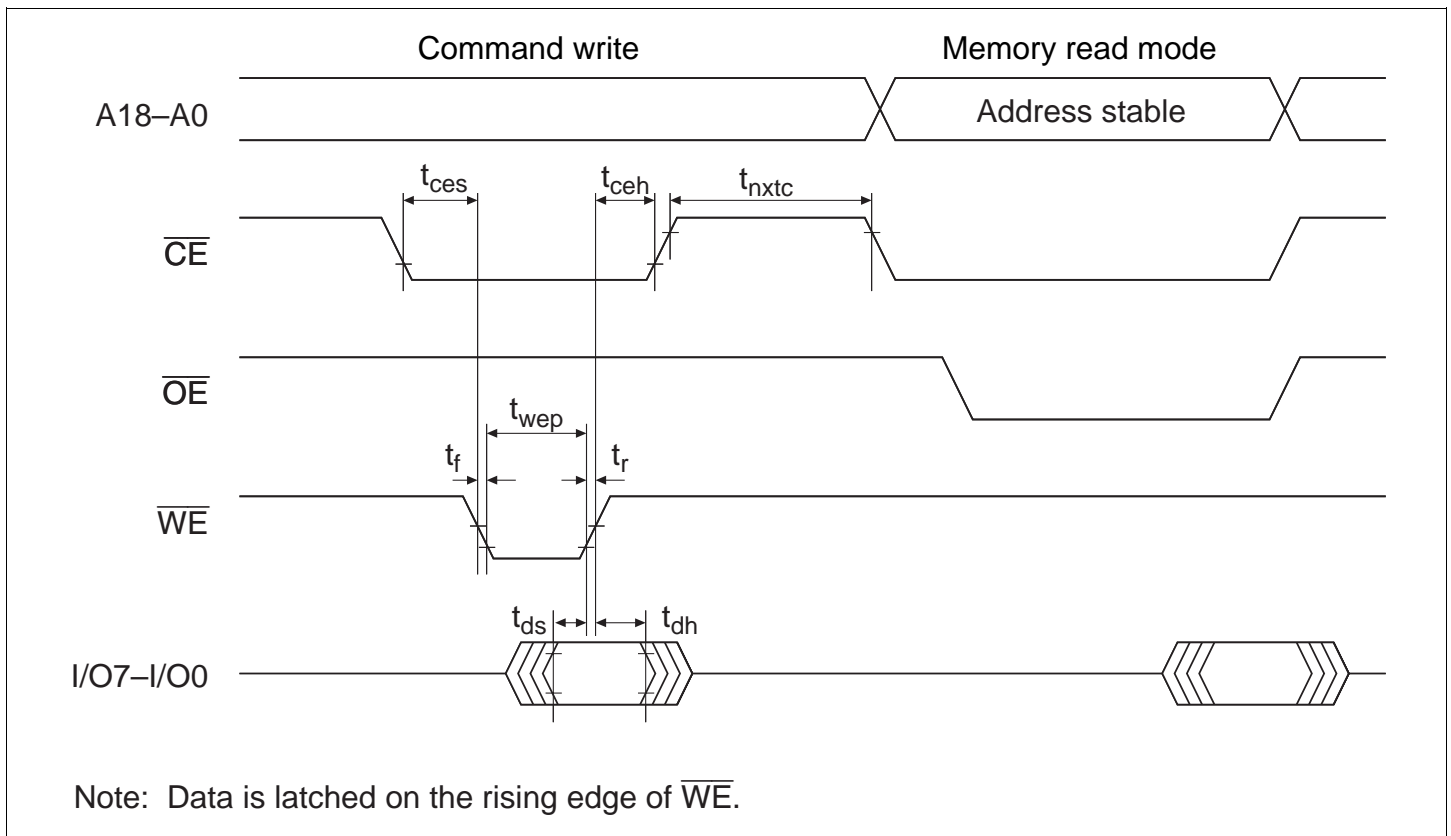 Command write Memory read mode
A18–A0 Address stable
tces tceh tnxtc
CE
OE
twep
tf tr
WE
tds tdh
I/O7–I/O0
Note: Data is latched on the rising edge of WE.